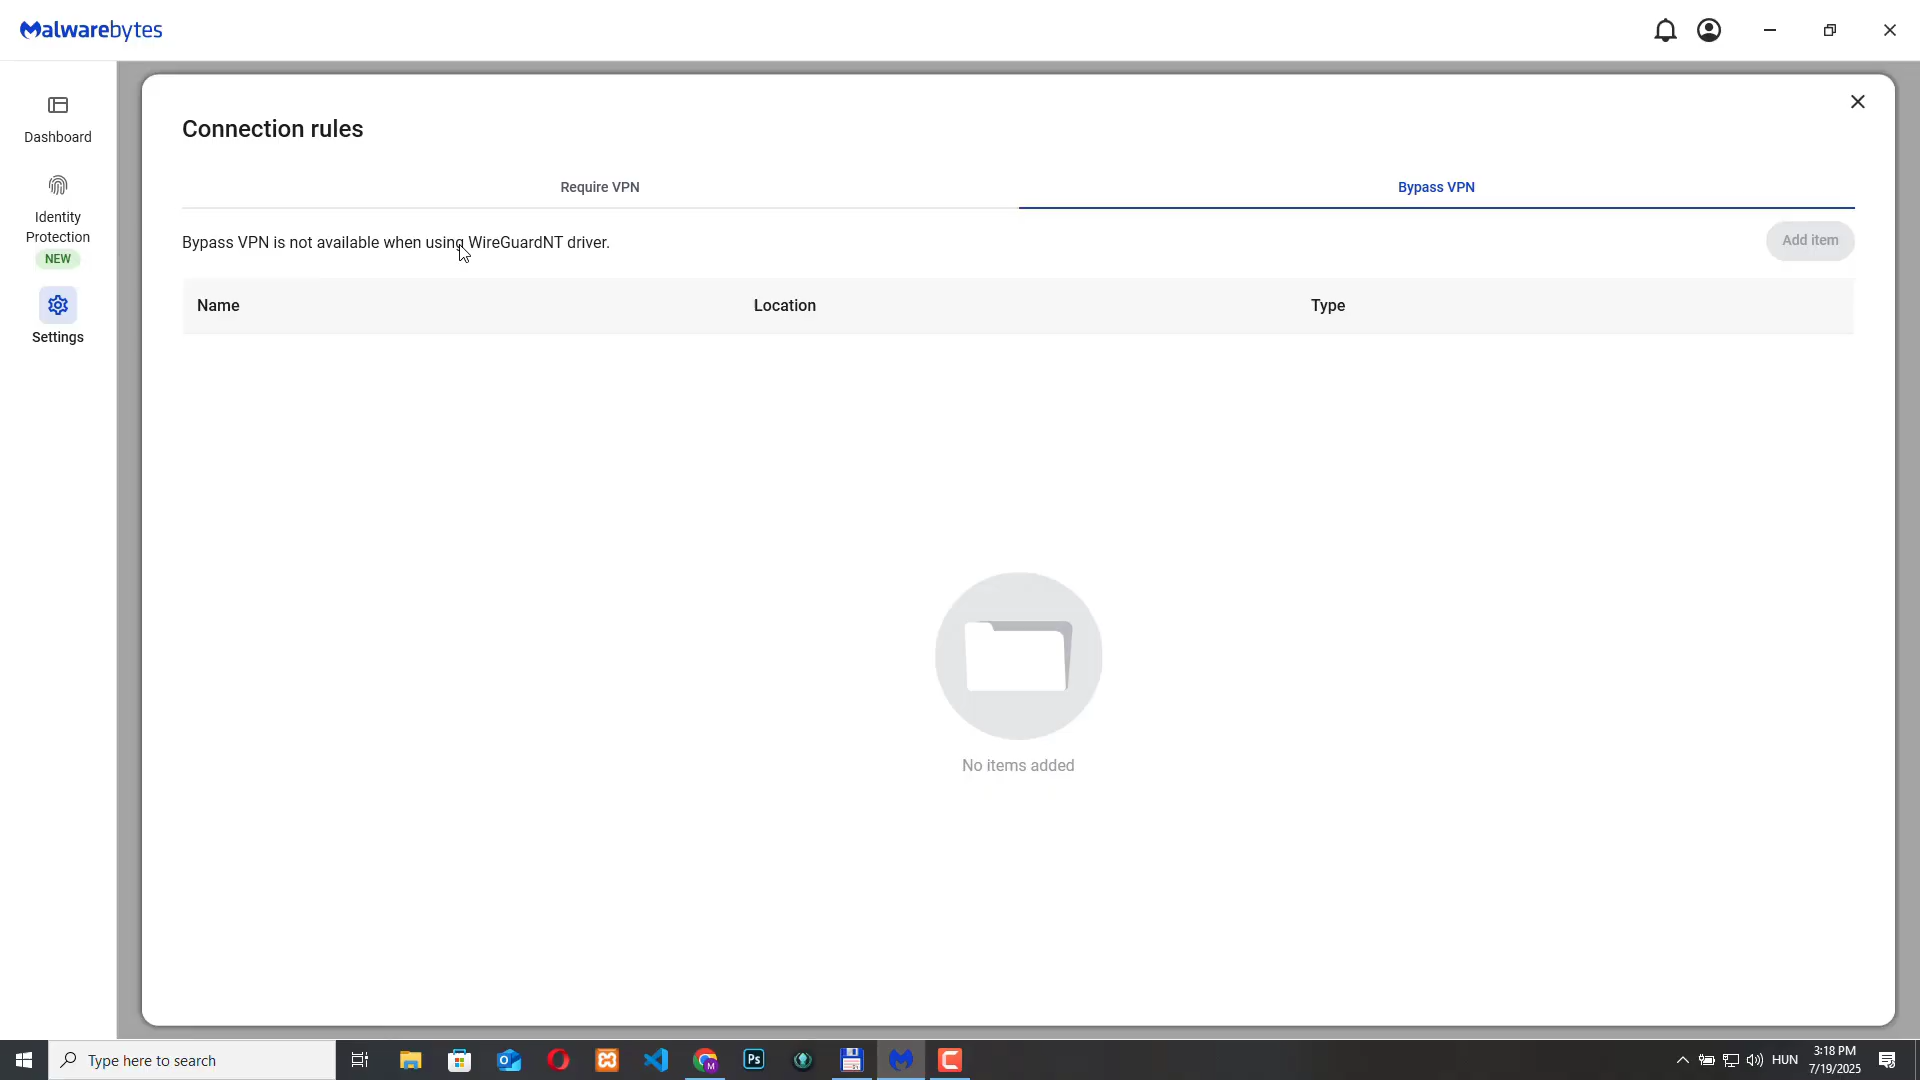 Malwarebytes
Dashboard
Identity
Protection
NEW
Settings
Connection rules
Require VPN
Bypass VPN
Bypass VPN is not available when using WireGuardNT driver.
Add item
Name
Location
Type
No items added
Type here to search
M
Ps
HUN
3:18 PM
7/19/2025